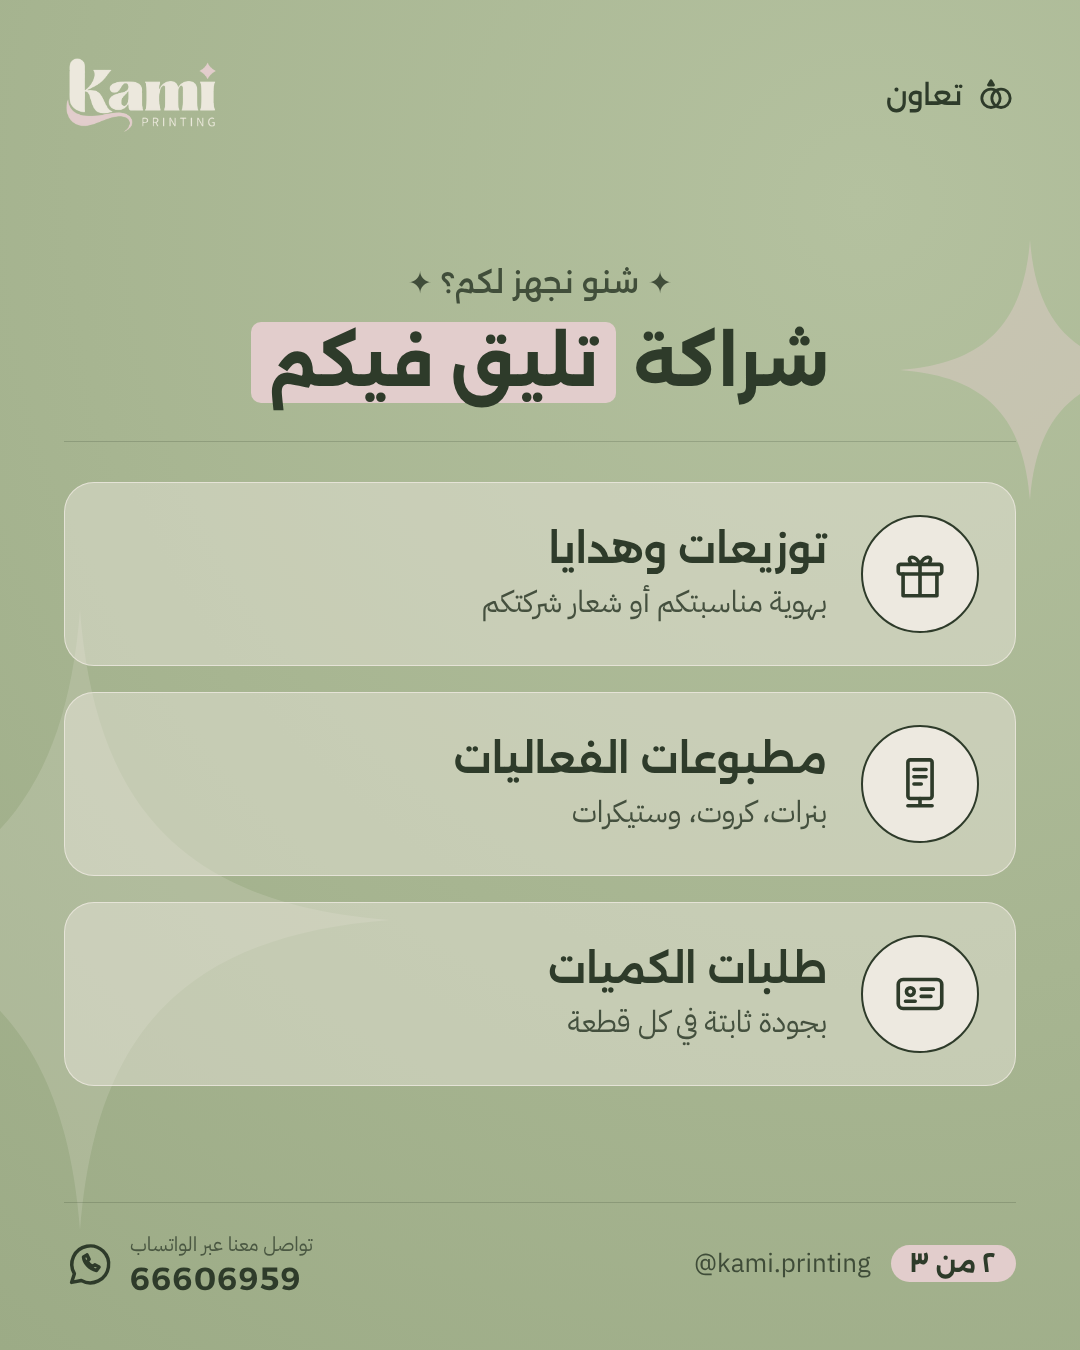 Kami
PRINTING
تعاون
شنو نجهز لكم؟
شراكة تليق فيكم
توزيعات وهدايا
بهوية مناسبتكم أو شعار شركتكم
مطبوعات الفعاليات
بنرات، كروت، وستيكرات
طلبات الكميات
بجودة ثابتة في كل قطعة
٢ من ٣
@kami.printing
تواصل معنا عبر الواتساب
66606959